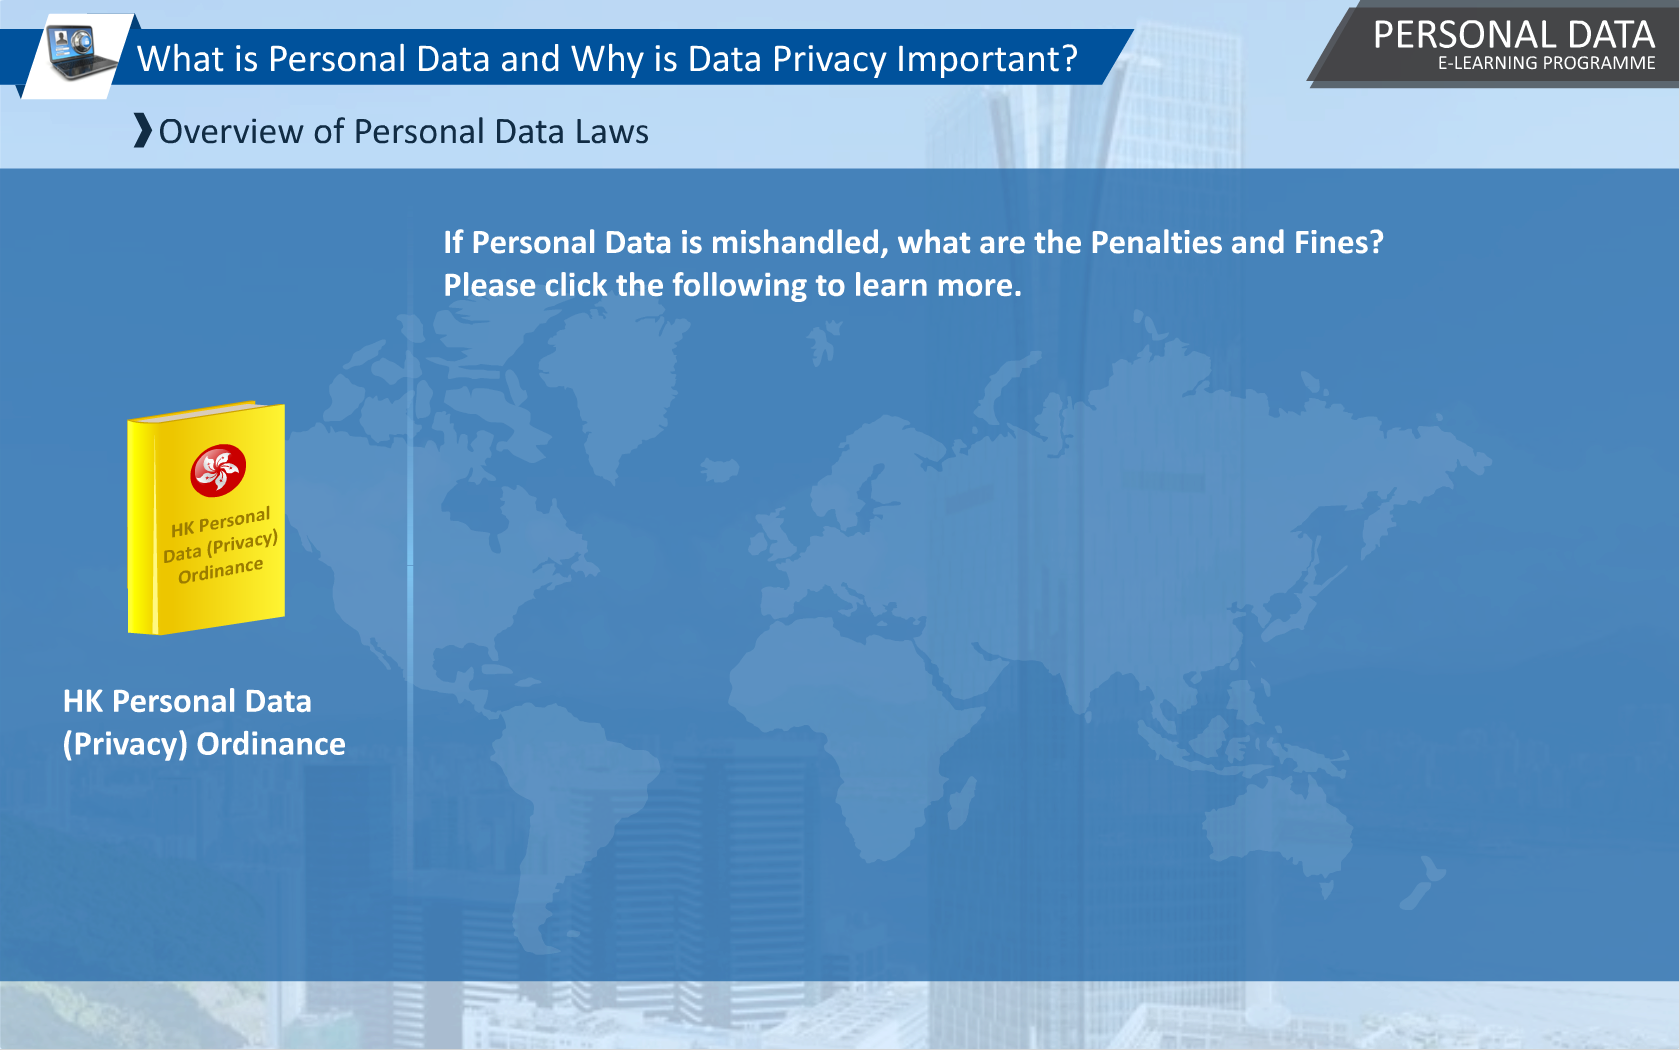 What is Personal Data and Why is Data Privacy Important?
PERSONAL DATA
E-LEARNING PROGRAMME
Overview of Personal Data Laws
If Personal Data is mishandled, what are the Penalties and Fines?
Please click the following to learn more.
HK Personal
Data (Privacy)
Ordinance
HK Personal Data
(Privacy) Ordinance